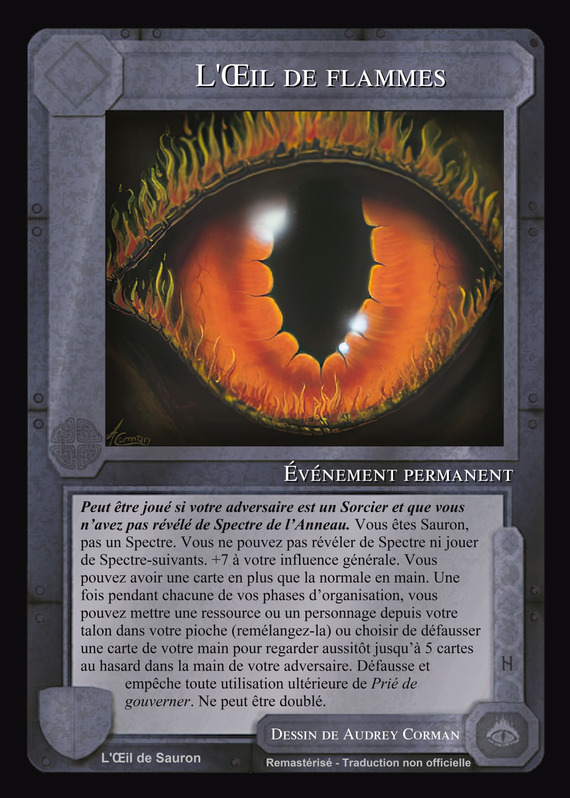 L'Œil de flammes
Acorman
Événement permanent
Peut être joué si votre adversaire est un Sorcier et que vous
n’avez pas révélé de Spectre de l’Anneau. Vous êtes Sauron,
pas un Spectre. Vous ne pouvez pas révéler de Spectre ni jouer
de Spectre-suivants. +7 à votre influence générale. Vous
pouvez avoir une carte en plus que la normale en main. Une
fois pendant chacune de vos phases d’organisation, vous
pouvez mettre une ressource ou un personnage depuis votre
talon dans votre pioche (remélangez-la) ou choisir de défausser
une carte de votre main pour regarder aussitôt jusqu’à 5 cartes
au hasard dans la main de votre adversaire. Défausse et
empêche toute utilisation ultérieure de Prié de
gouverner. Ne peut être doublé.
Dessin de Audrey Corman
L'Œil de Sauron
Remastérisé - Traduction non officielle